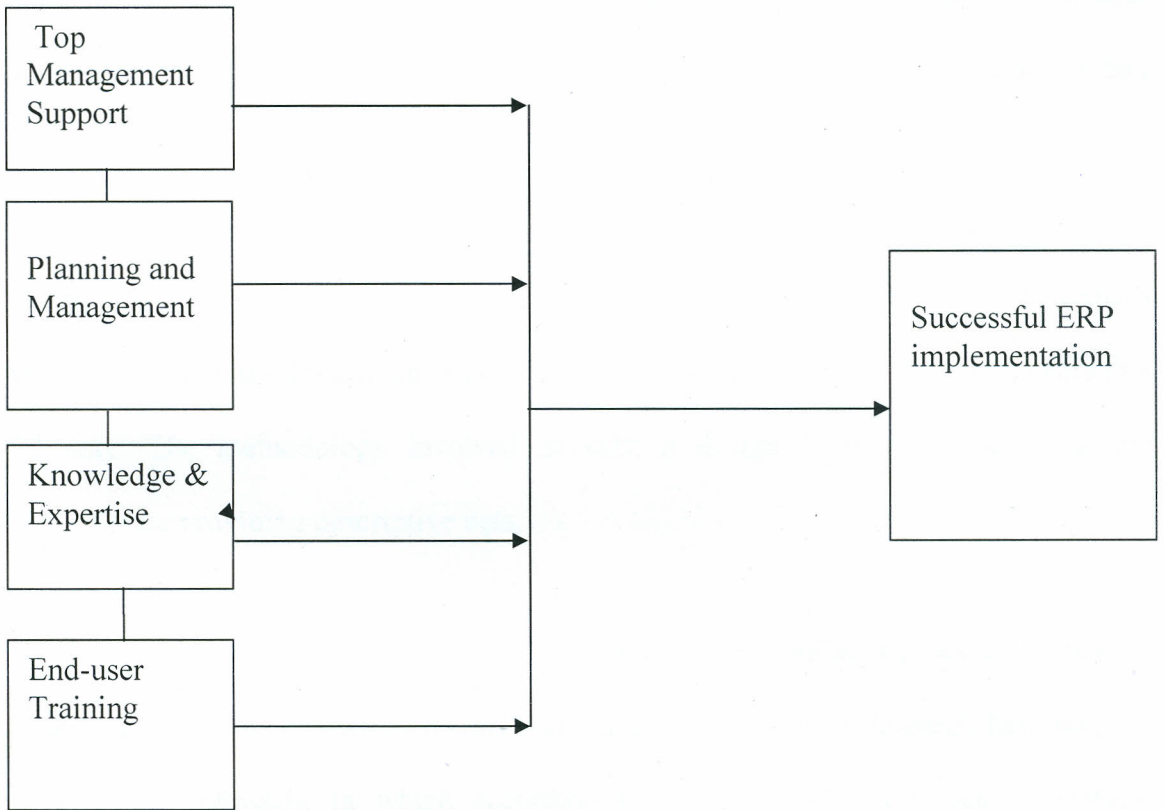 Top
Management
Support
Planning and
Management
Knowledge &
Expertise
End-user
Training
Successful ERP
implementation